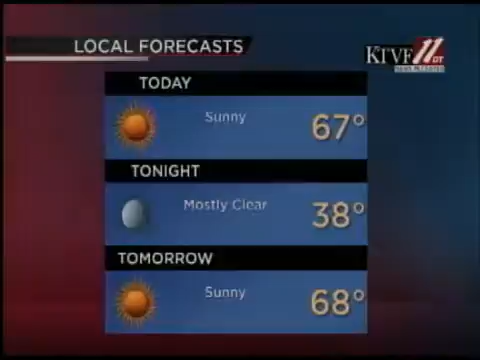 LOCAL FORECASTS
KTVF 11
DT
TODAY
Sunny
67°
TONIGHT
Mostly Clear
38°
TOMORROW
Sunny
68°